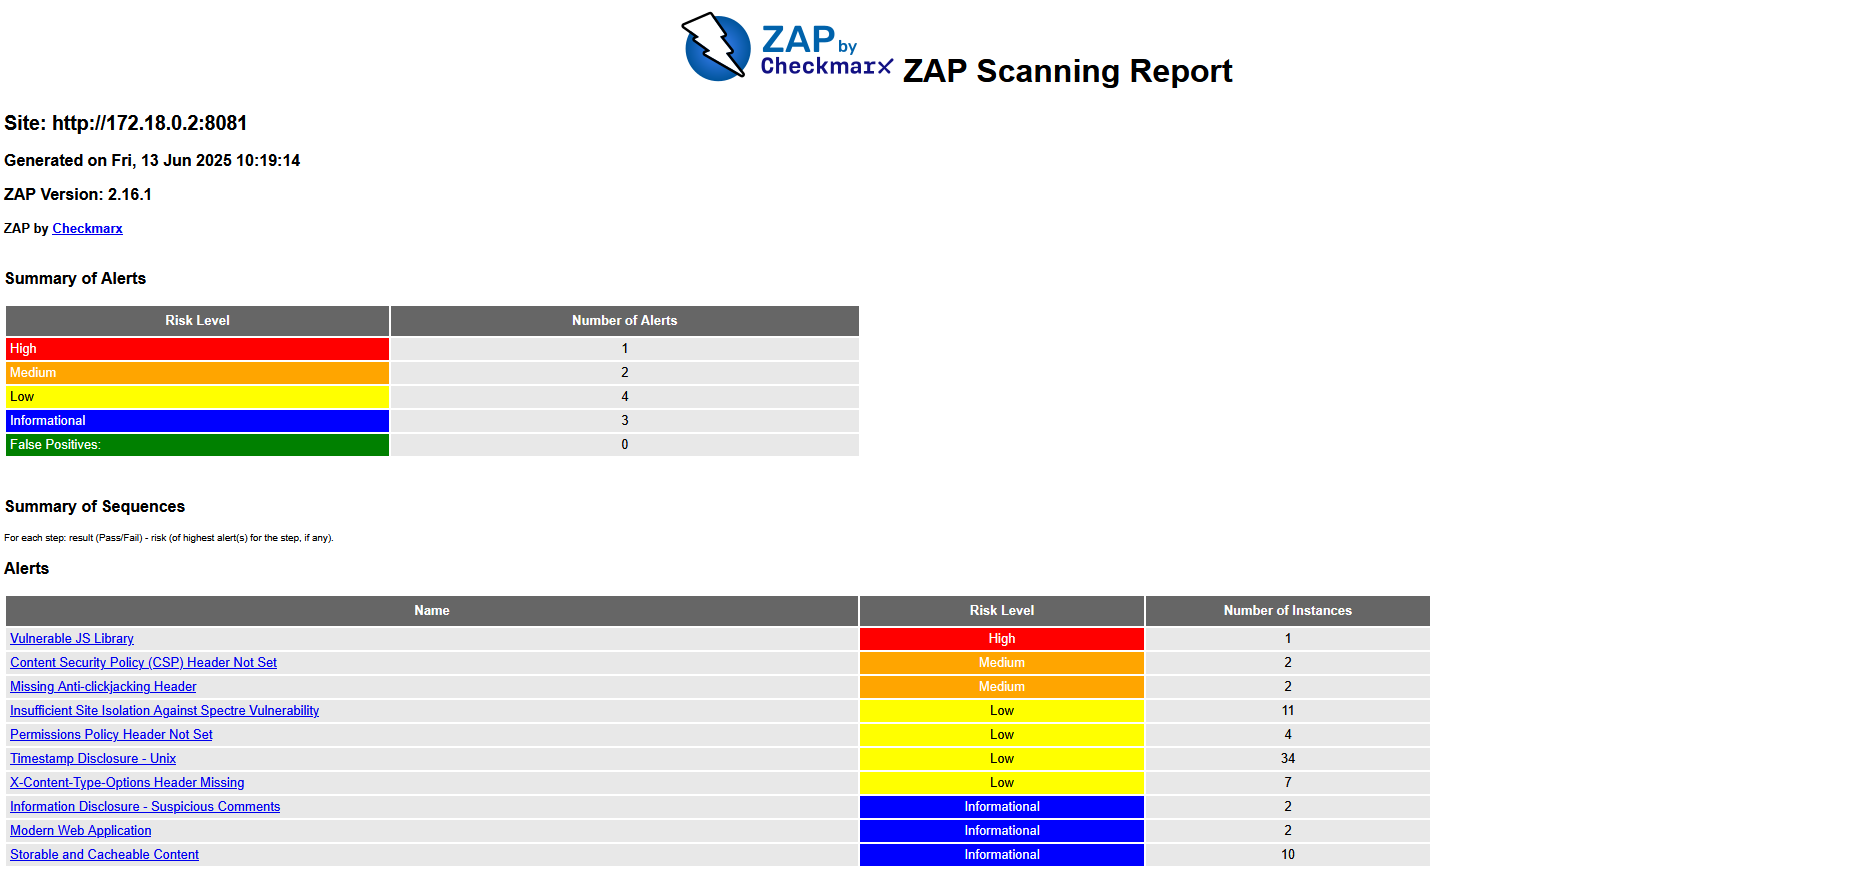 ZAP by
Checkmarx ZAP Scanning Report
Site: http://172.18.0.2:8081
Generated on Fri, 13 Jun 2025 10:19:14
ZAP Version: 2.16.1
ZAP by Checkmarx
Summary of Alerts
Risk Level Number of Alerts
High 1
Medium 2
Low 4
Informational 3
False Positives: 0
Summary of Sequences
For each step: result (Pass/Fail) - risk (of highest alert(s) for the step, if any).
Alerts
Name Risk Level Number of Instances
Vulnerable JS Library High 1
Content Security Policy (CSP) Header Not Set Medium 2
Missing Anti-clickjacking Header Medium 2
Insufficient Site Isolation Against Spectre Vulnerability Low 11
Permissions Policy Header Not Set Low 4
Timestamp Disclosure - Unix Low 34
X-Content-Type-Options Header Missing Low 7
Information Disclosure - Suspicious Comments Informational 2
Modern Web Application Informational 2
Storable and Cacheable Content Informational 10